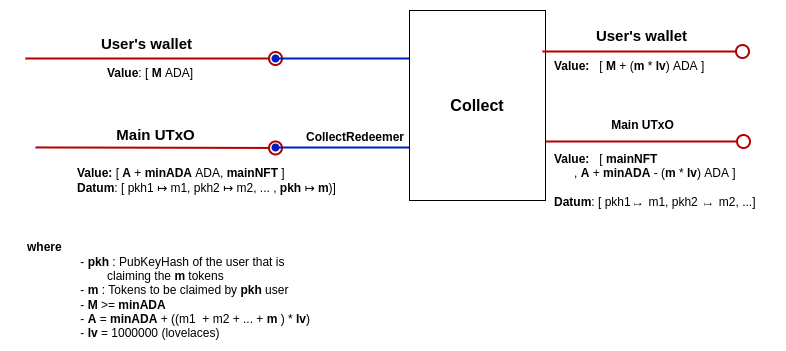 User's wallet
Value: [ M ADA]
Main UTxO
CollectRedeemer
Value: [ A + minADA ADA, mainNFT ]
Datum: [ pkh1 ↦ m1, pkh2 ↦ m2, ... , pkh ↦ m)]
Collect
User's wallet
Value: [ M + (m * lv) ADA ]
Main UTxO
Value: [ mainNFT
, A + minADA - (m * lv) ADA ]
Datum: [ pkh1 ↔ m1, pkh2 ↔ m2, ...]
where
- pkh : PubKeyHash of the user that is
claiming the m tokens
- m : Tokens to be claimed by pkh user
- M >= minADA
- A = minADA + ((m1 + m2 + ... + m ) * lv)
- lv = 1000000 (lovelaces)